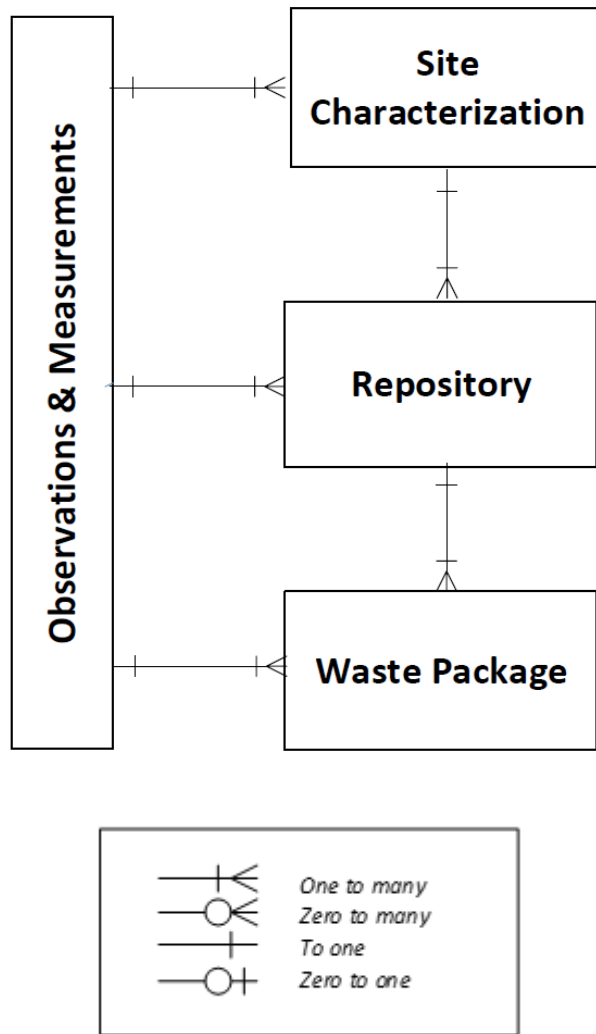 Observations & Measurements
Site
Characterization
Repository
Waste Package
One to many
Zero to many
To one
Zero to one